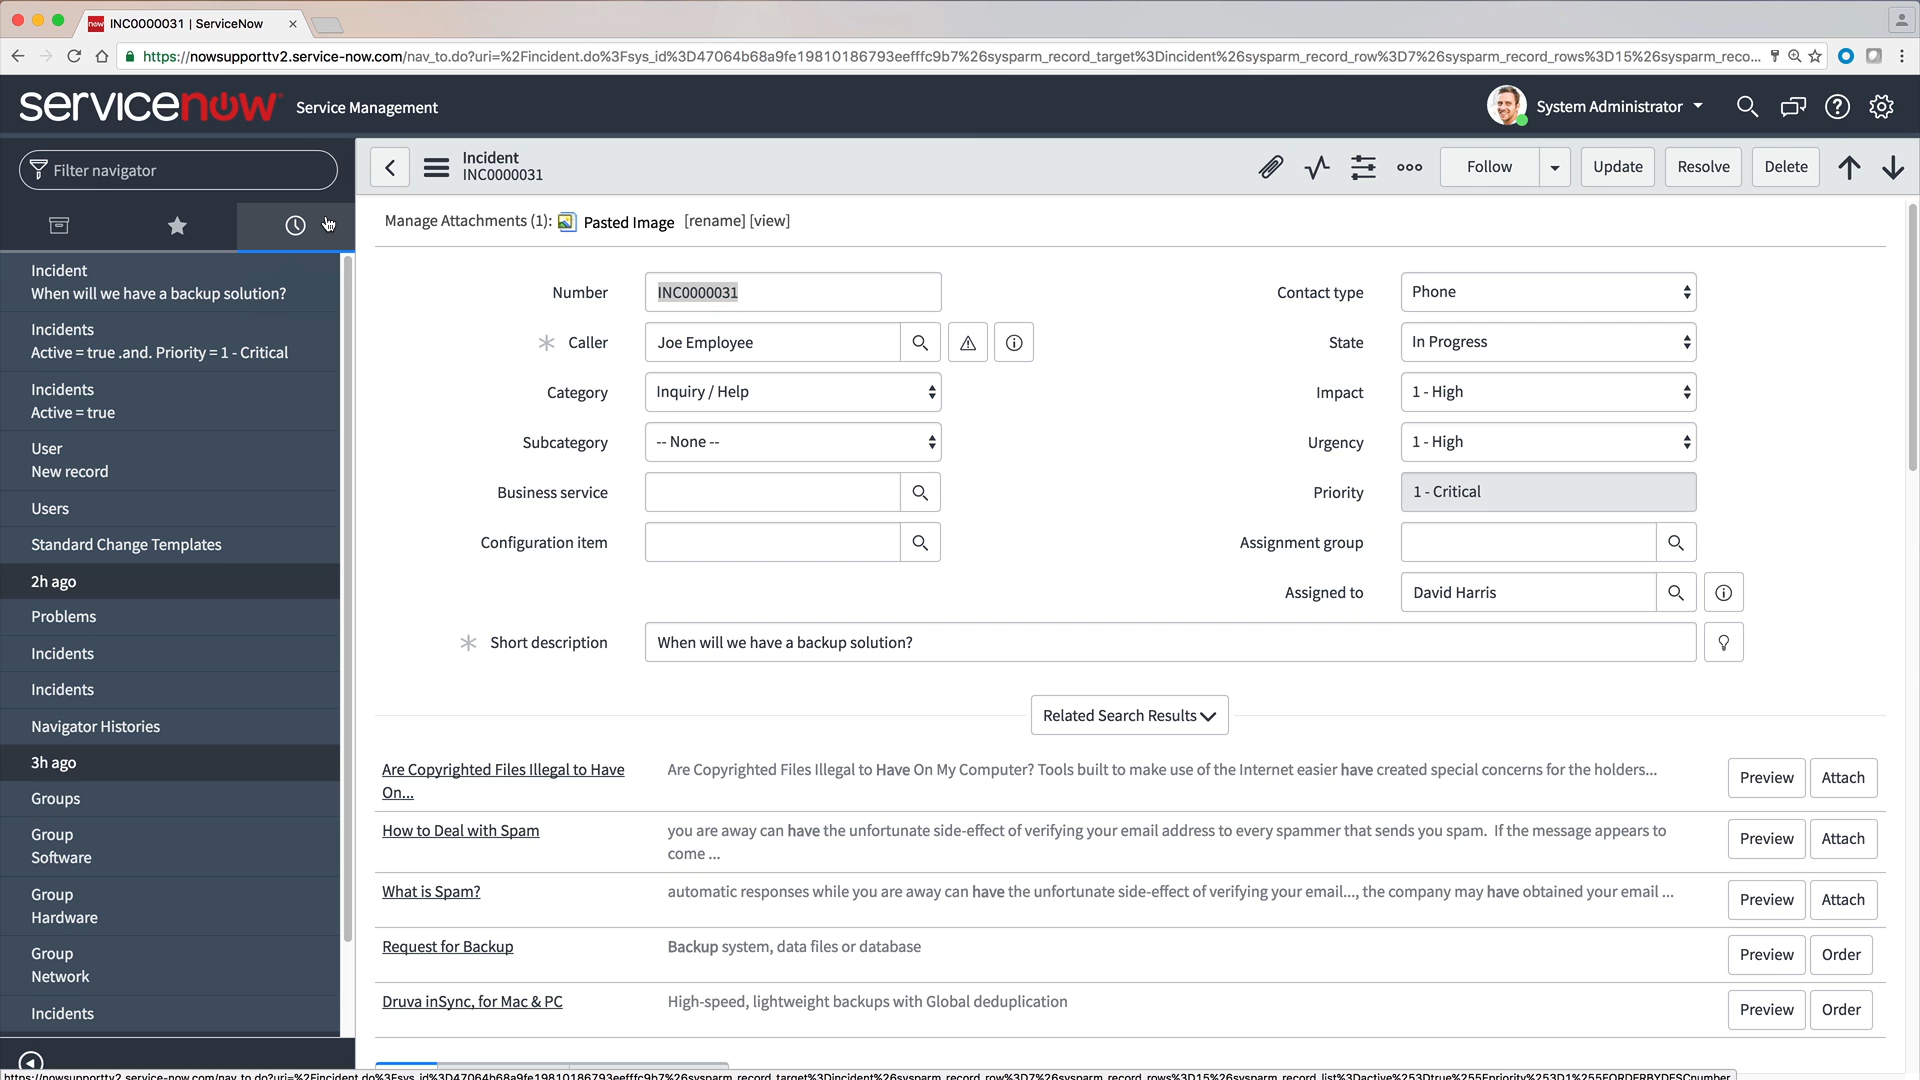 INC0000031 | ServiceNow
https://nowsupporttv2.service-now.com/nav_to.do?uri=%2Fincident.do%3Fsys_id%3D47064b68a9fe19810186793eefffc9b7%26sysparm_record_target%3Dincident%26sysparm_record_row%3D7%26sysparm_record_rows%3D15%26sysparm_reco...
servicenow Service Management
System Administrator
Filter navigator
Incident
When will we have a backup solution?
Incidents
Active = true .and. Priority = 1 - Critical
Incidents
Active = true
User
New record
Users
Standard Change Templates
2h ago
Problems
Incidents
Incidents
Navigator Histories
3h ago
Groups
Group
Software
Group
Hardware
Group
Network
Incidents
Incident
INC0000031
Follow
Update
Resolve
Delete
Manage Attachments (1): Pasted Image [rename] [view]
Number INC0000031
Caller Joe Employee
Category Inquiry / Help
Subcategory -- None --
Business service
Configuration item
Contact type Phone
State In Progress
Impact 1 - High
Urgency 1 - High
Priority 1 - Critical
Assignment group
Assigned to David Harris
Short description When will we have a backup solution?
Related Search Results
Are Copyrighted Files Illegal to Have
On...
Are Copyrighted Files Illegal to Have On My Computer? Tools built to make use of the Internet easier have created special concerns for the holders...
Preview Attach
How to Deal with Spam
you are away can have the unfortunate side-effect of verifying your email address to every spammer that sends you spam. If the message appears to
come ...
Preview Attach
What is Spam?
automatic responses while you are away can have the unfortunate side-effect of verifying your email..., the company may have obtained your email ...
Preview Attach
Request for Backup
Backup system, data files or database
Preview Order
Druva inSync, for Mac & PC
High-speed, lightweight backups with Global deduplication
Preview Order